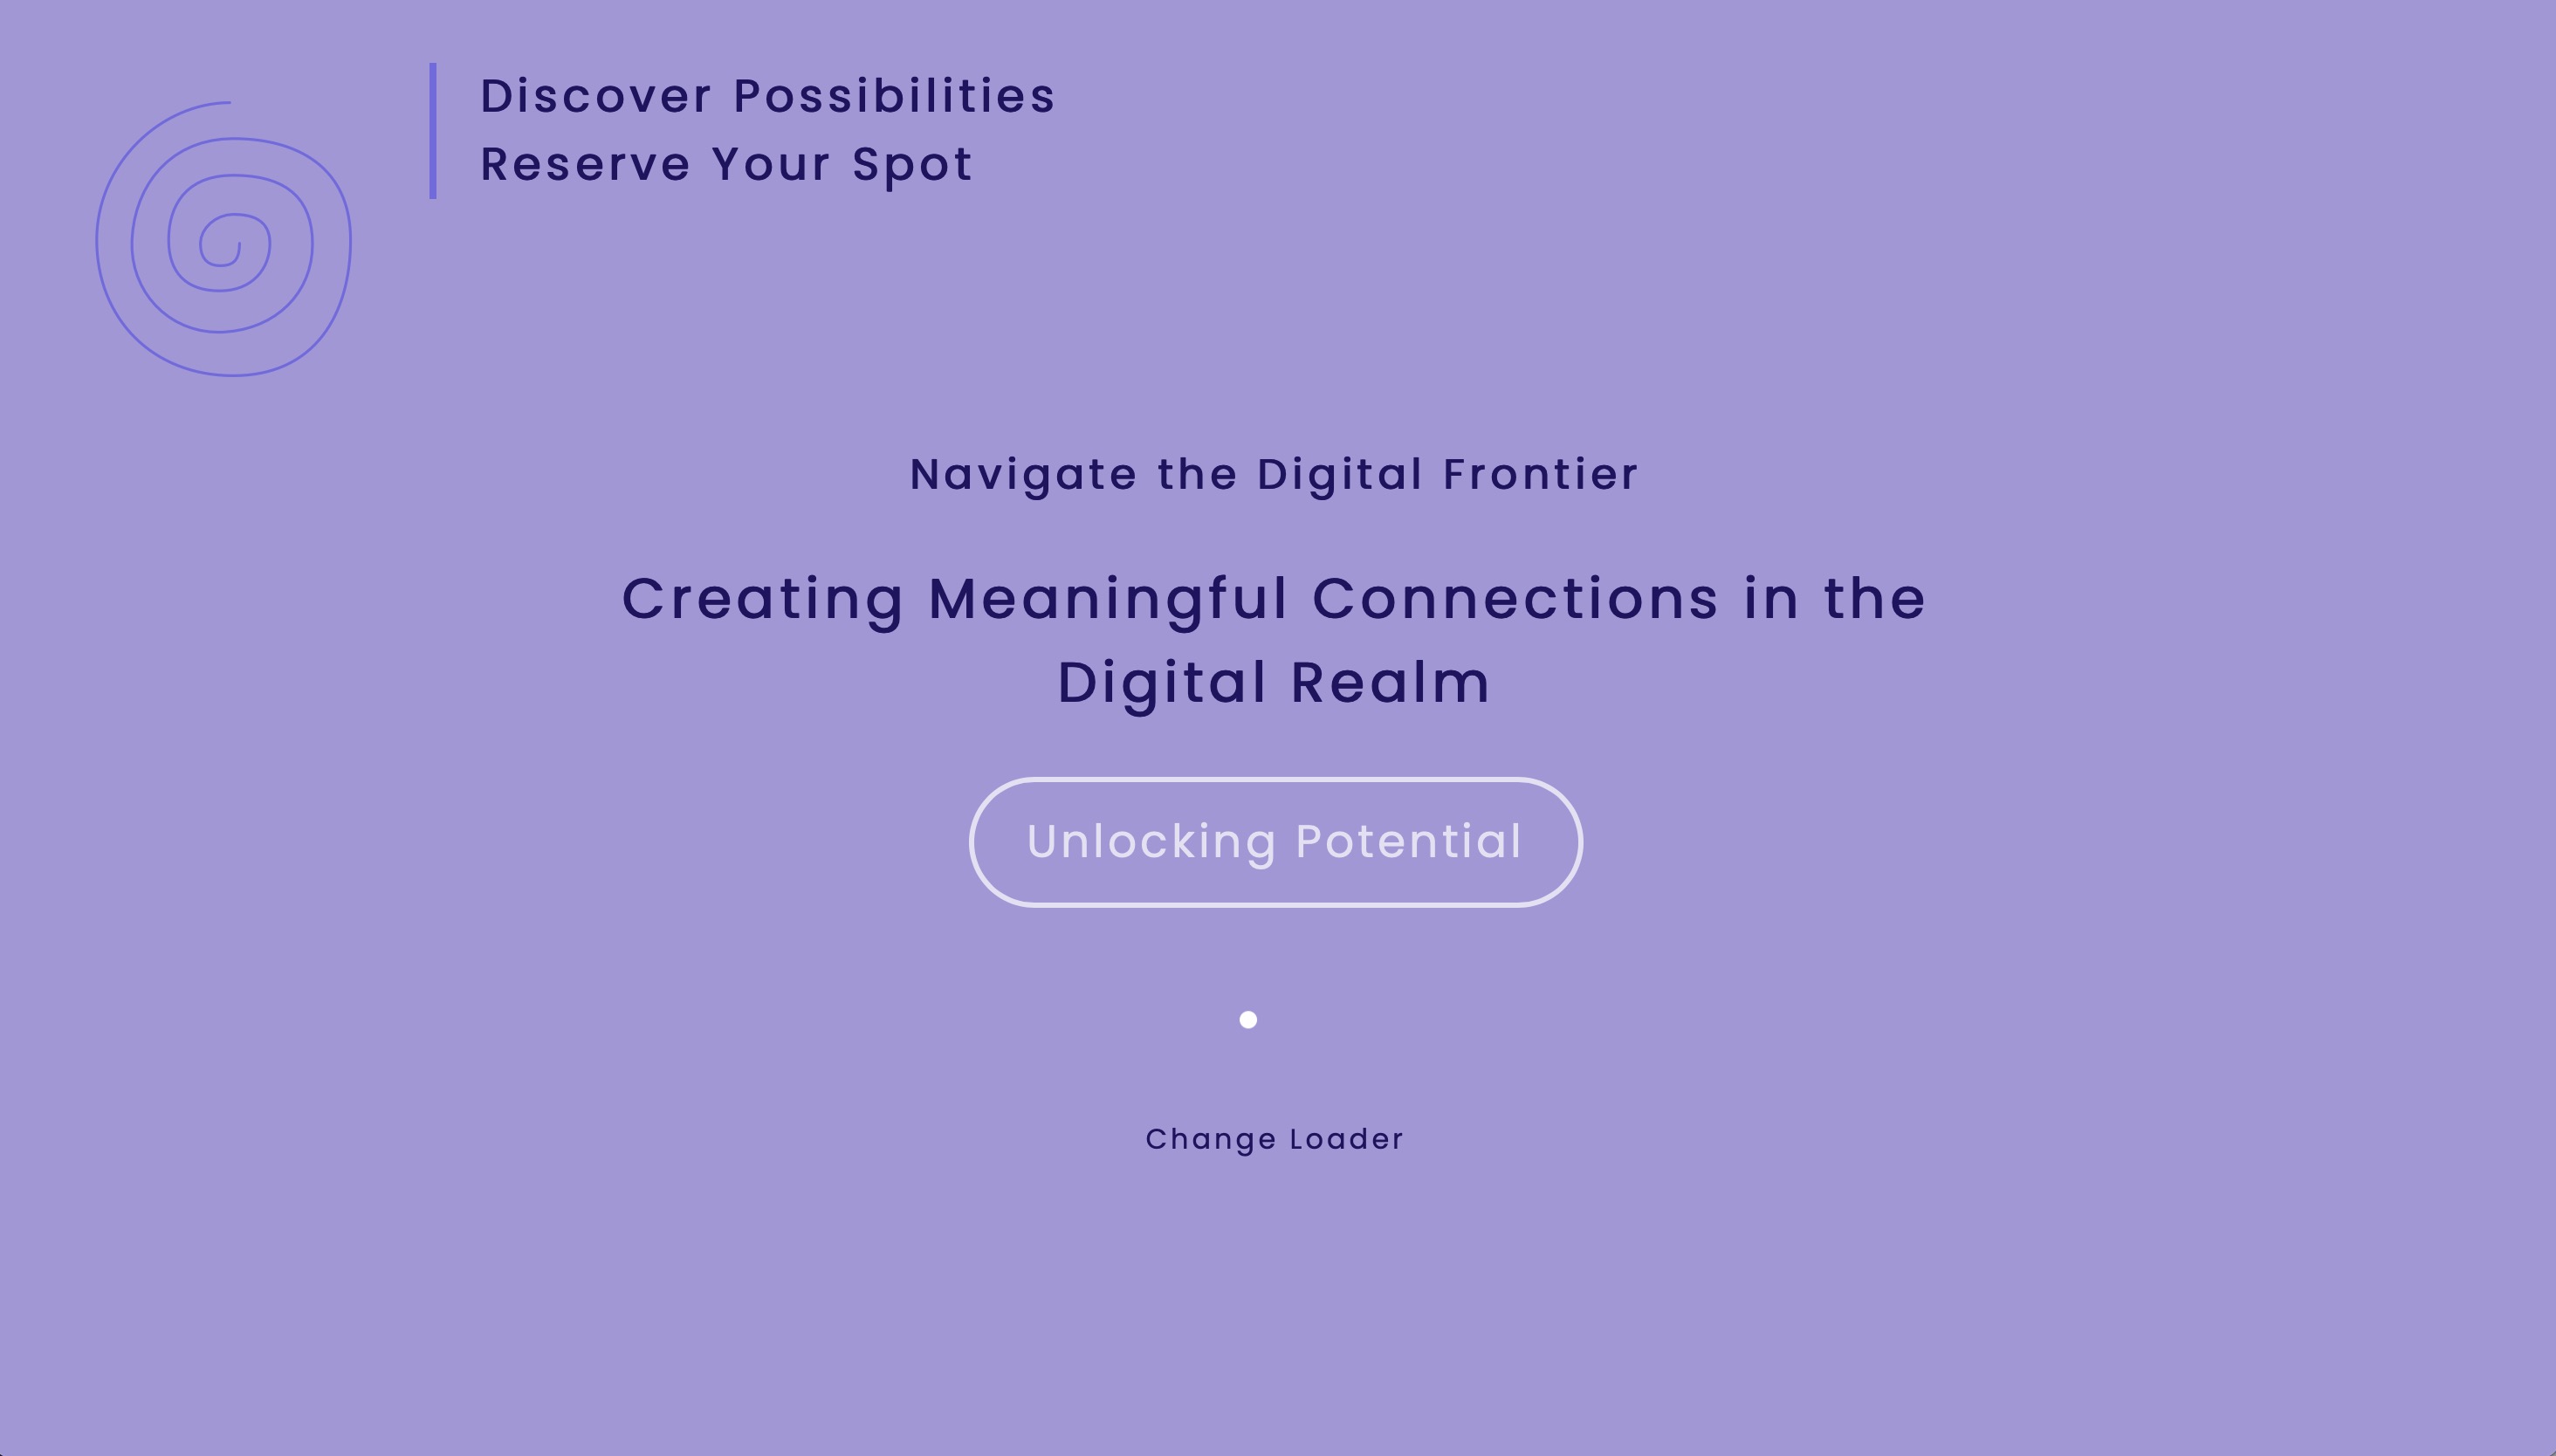 Discover Possibilities
Reserve Your Spot
Navigate the Digital Frontier
Creating Meaningful Connections in the
Digital Realm
Unlocking Potential
Change Loader